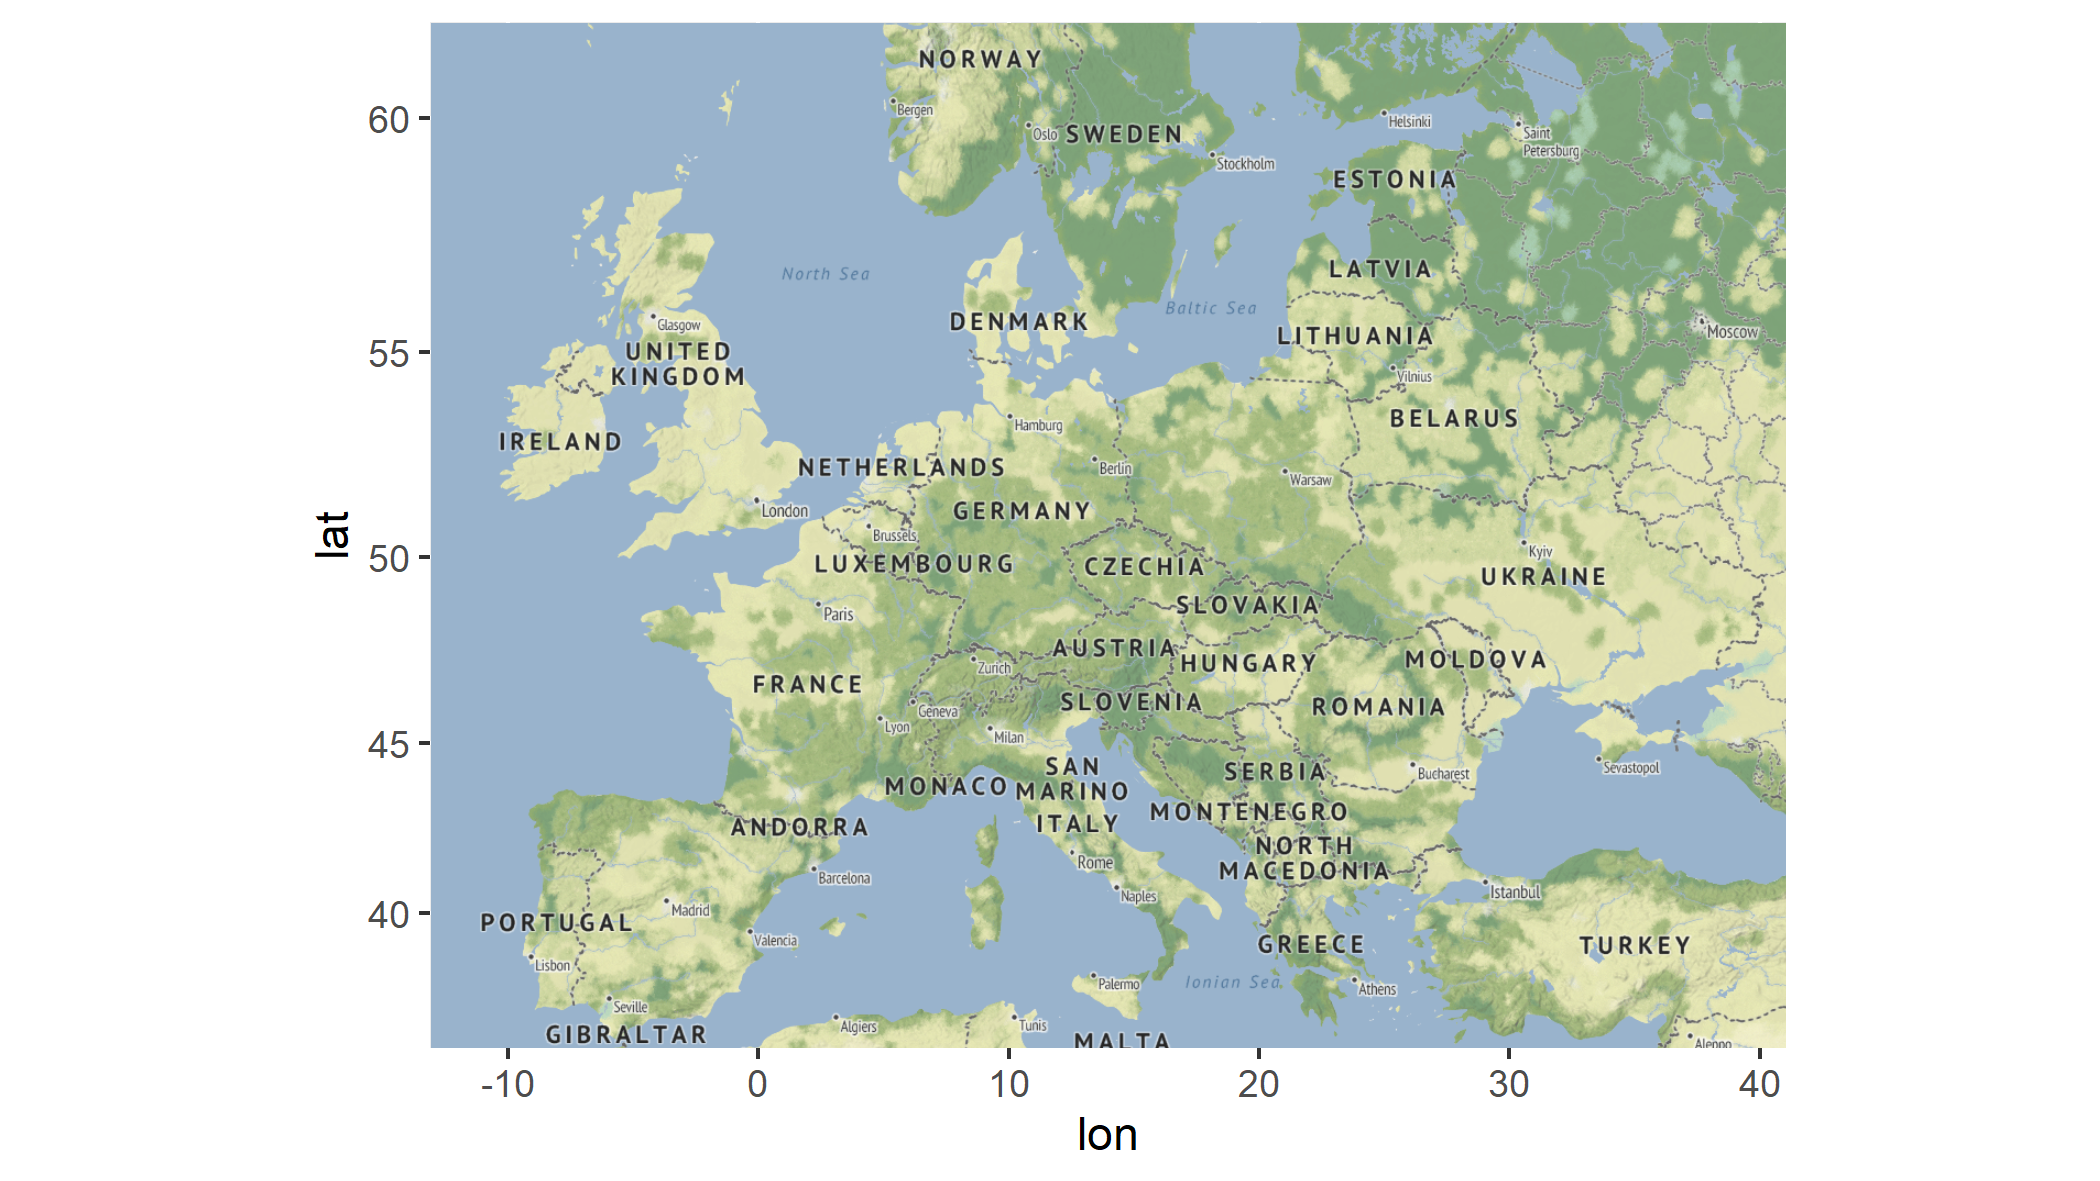 NORWAY
Bergen
Oslo
SWEDEN
Helsinki
Saint
Petersburg
Stockholm
ESTONIA
North Sea
LATVIA
Baltic Sea
Glasgow
DENMARK
LITHUANIA
Moscow
UNITED
KINGDOM
Vilnius
Hamburg
BELARUS
IRELAND
NETHERLANDS
Berlin
Warsaw
London
GERMANY
Brussels
Kyiv
LUXEMBOURG
CZECHIA
UKRAINE
SLOVAKIA
Paris
AUSTRIA
HUNGARY
MOLDOVA
Zurich
FRANCE
SLOVENIA
ROMANIA
Geneva
Lyon
Milan
SAN
MARINO
SERBIA
Bucharest
Sevastopol
MONACO
MONTENEGRO
ANDORRA
ITALY
NORTH
MACEDONIA
Rome
Barcelona
Naples
Istanbul
Madrid
PORTUGAL
Valencia
GREECE
TURKEY
Lisbon
Palermo
Ionian Sea
Athens
Seville
GIBRALTAR
Algiers
Tunis
MALTA
Aleppo
60
55
50
45
40
lat
-10
0
10
20
30
40
lon